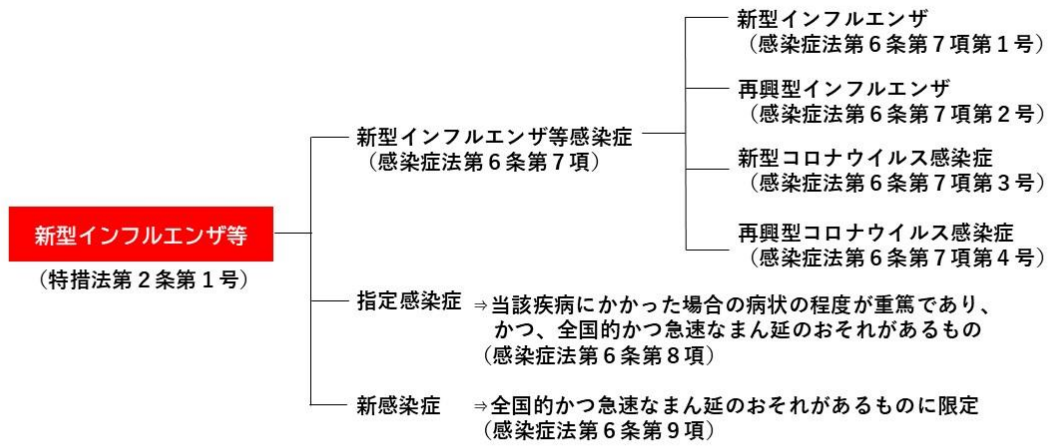 新型インフルエンザ等
（特措法第２条第１号）
新型インフルエンザ等感染症
（感染症法第６条第７項）
新型インフルエンザ
（感染症法第６条第７項第１号）
再興型インフルエンザ
（感染症法第６条第７項第２号）
新型コロナウイルス感染症
（感染症法第６条第７項第３号）
再興型コロナウイルス感染症
（感染症法第６条第７項第４号）
指定感染症 ⇒当該疾病にかかった場合の病状の程度が重篤であり、
かつ、全国的かつ急速なまん延のおそれがあるもの
（感染症法第６条第８項）
新感染症 ⇒全国的かつ急速なまん延のおそれがあるものに限定
（感染症法第６条第９項）